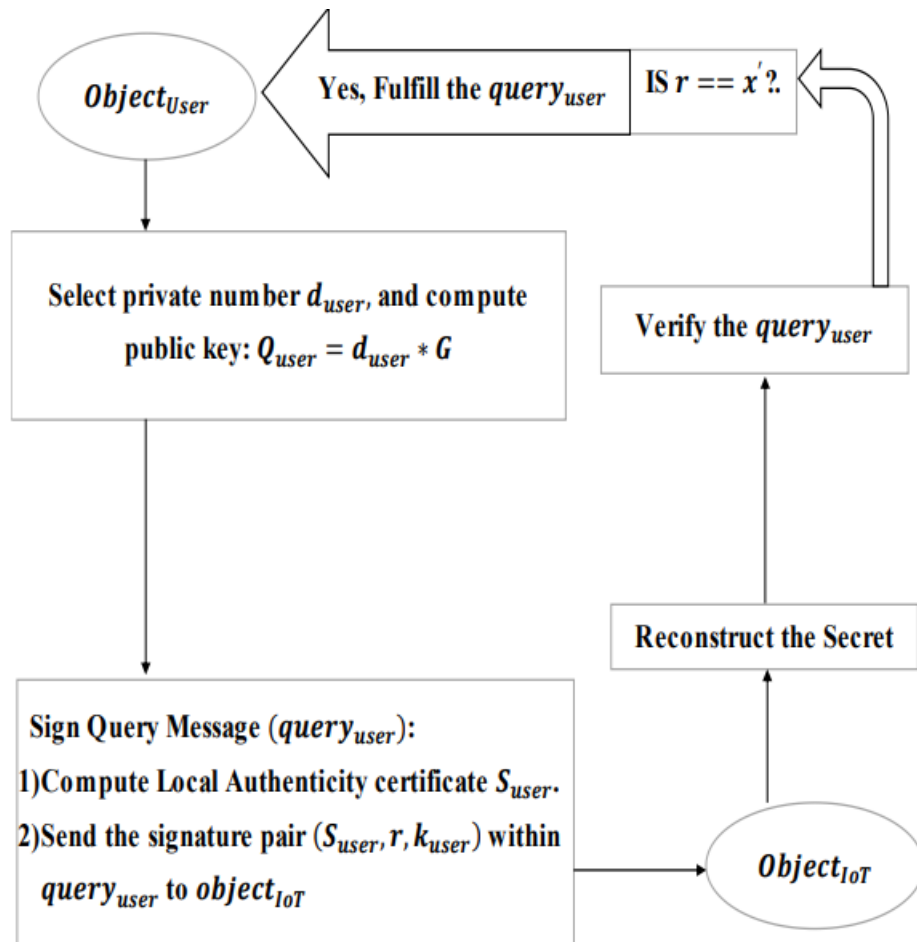 Object_User
Yes, Fulfill the query_user
IS r == x′?.
Select private number d_user, and compute
public key: Q_user = d_user * G
Verify the query_user
Reconstruct the Secret
Sign Query Message (query_user):
1)Compute Local Authenticity certificate S_user.
2)Send the signature pair (S_user, r, k_user) within
query_user to object_IoT
Object_IoT